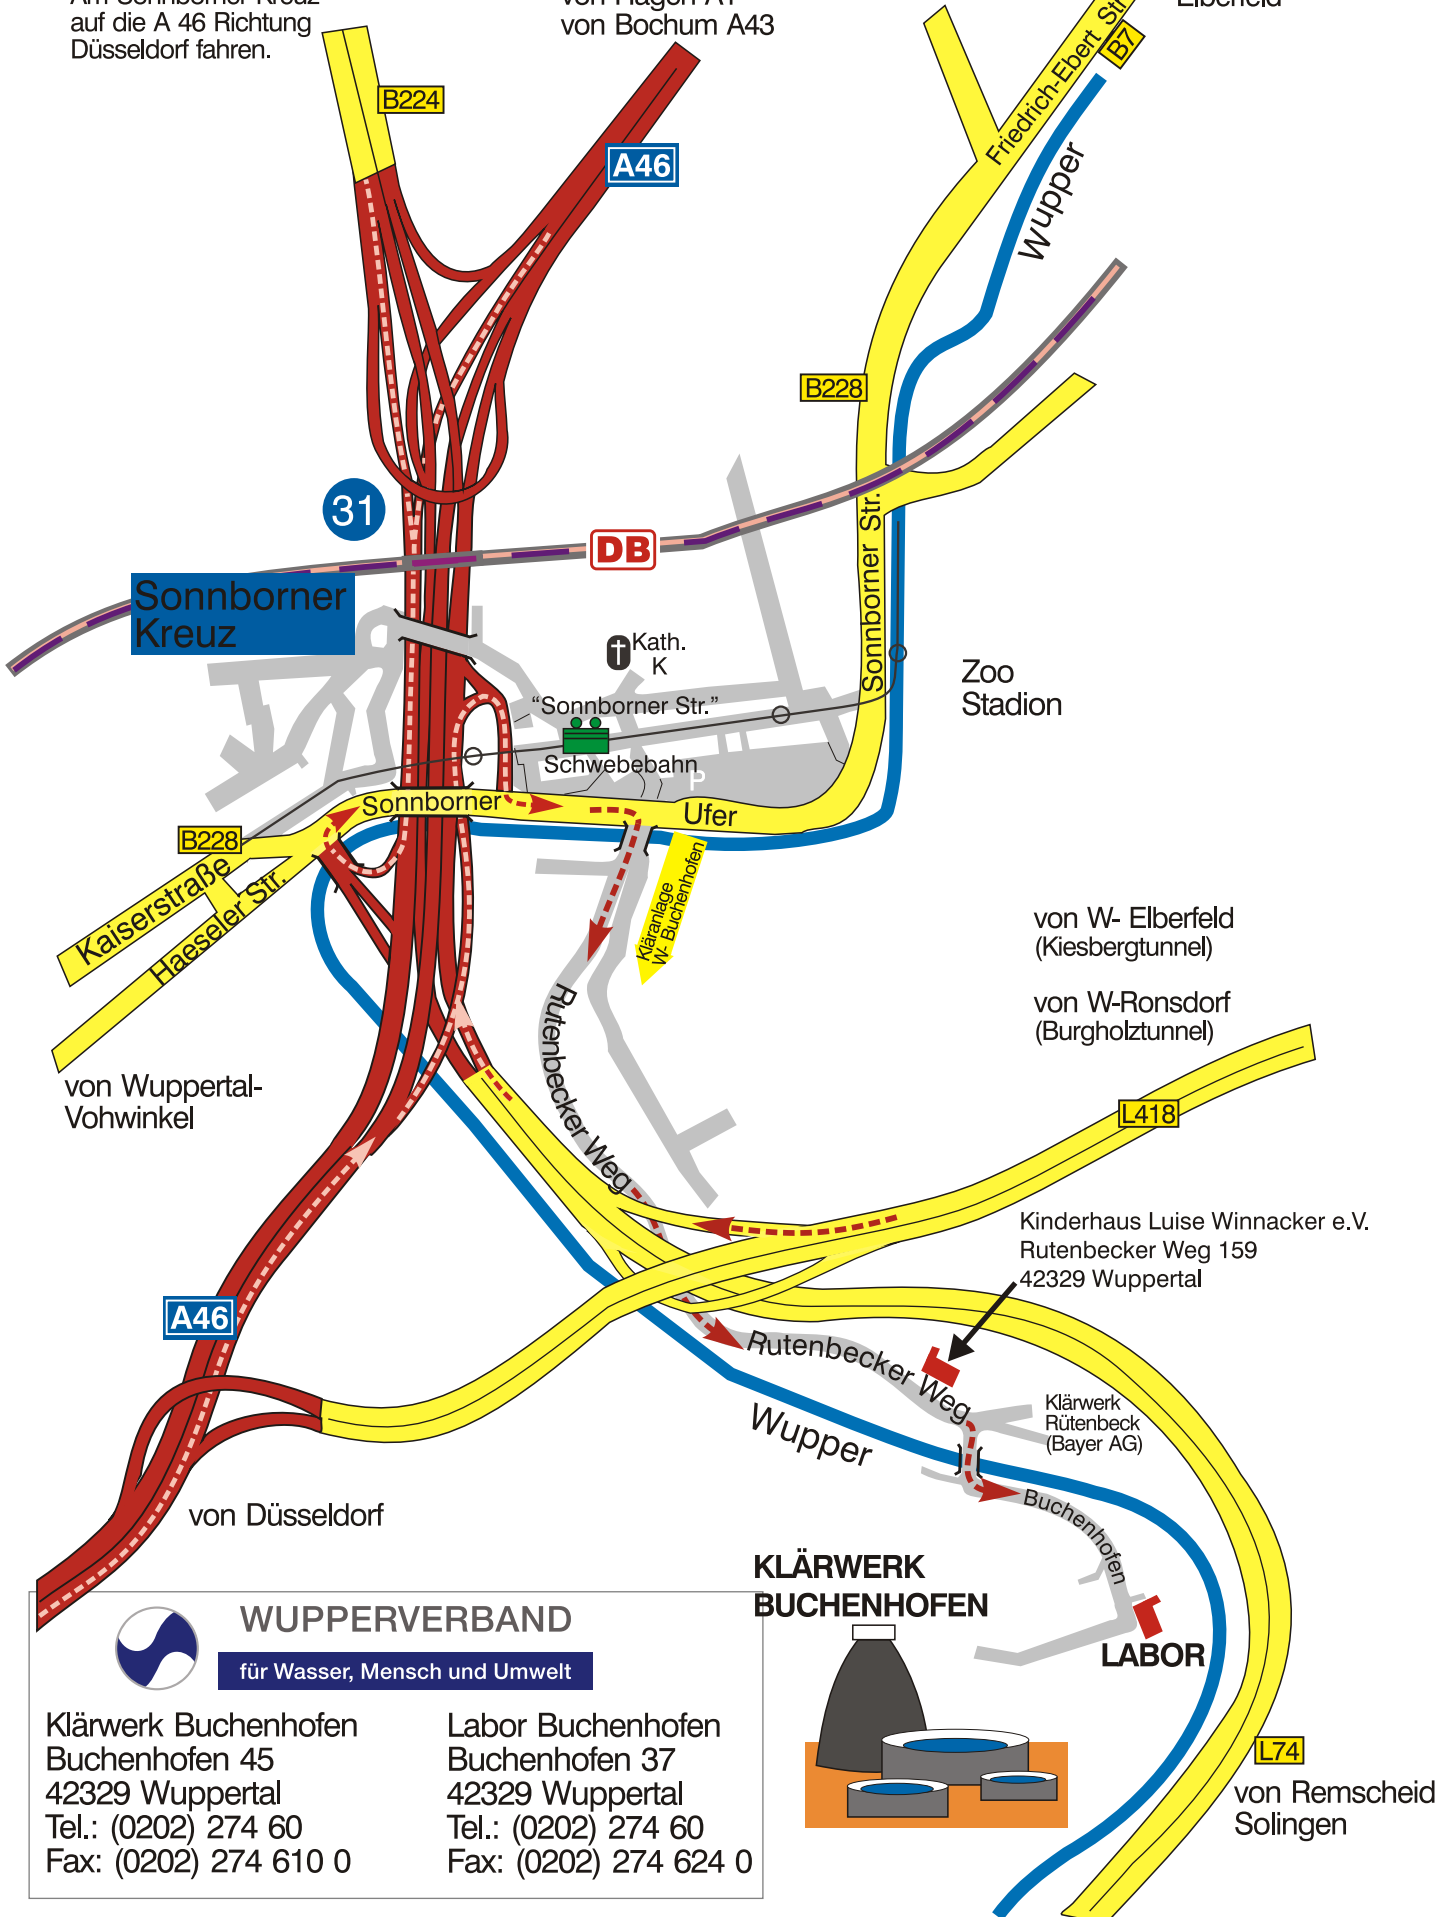 Am Sonnborner Kreuz
auf die A 46 Richtung
Düsseldorf fahren.
von Hagen A1
von Bochum A43
Elberfeld
B224
A46
Friedrich-Ebert Str.
B7
Wupper
B228
31
DB
Sonnborner
Kreuz
Kath.
K
Sonnborner Str.
Zoo
Stadion
“Sonnborner Str.”
Schwebebahn
P
Sonnborner
Ufer
B228
Kaiserstraße
Haeseler Str.
Kläranlage
W- Buchenhofen
von W- Elberfeld
(Kiesbergtunnel)
von W-Ronsdorf
(Burgholztunnel)
Rutenbecker Weg
von Wuppertal-
Vohwinkel
L418
Kinderhaus Luise Winnacker e.V.
Rutenbecker Weg 159
42329 Wuppertal
A46
Rutenbecker Weg
Wupper
Klärwerk
Rütenbeck
(Bayer AG)
von Düsseldorf
Buchenhofen
KLÄRWERK
BUCHENHOFEN
LABOR
WUPPERVERBAND
für Wasser, Mensch und Umwelt
Klärwerk Buchenhofen
Buchenhofen 45
42329 Wuppertal
Tel.: (0202) 274 60
Fax: (0202) 274 610 0
Labor Buchenhofen
Buchenhofen 37
42329 Wuppertal
Tel.: (0202) 274 60
Fax: (0202) 274 624 0
L74
von Remscheid
Solingen